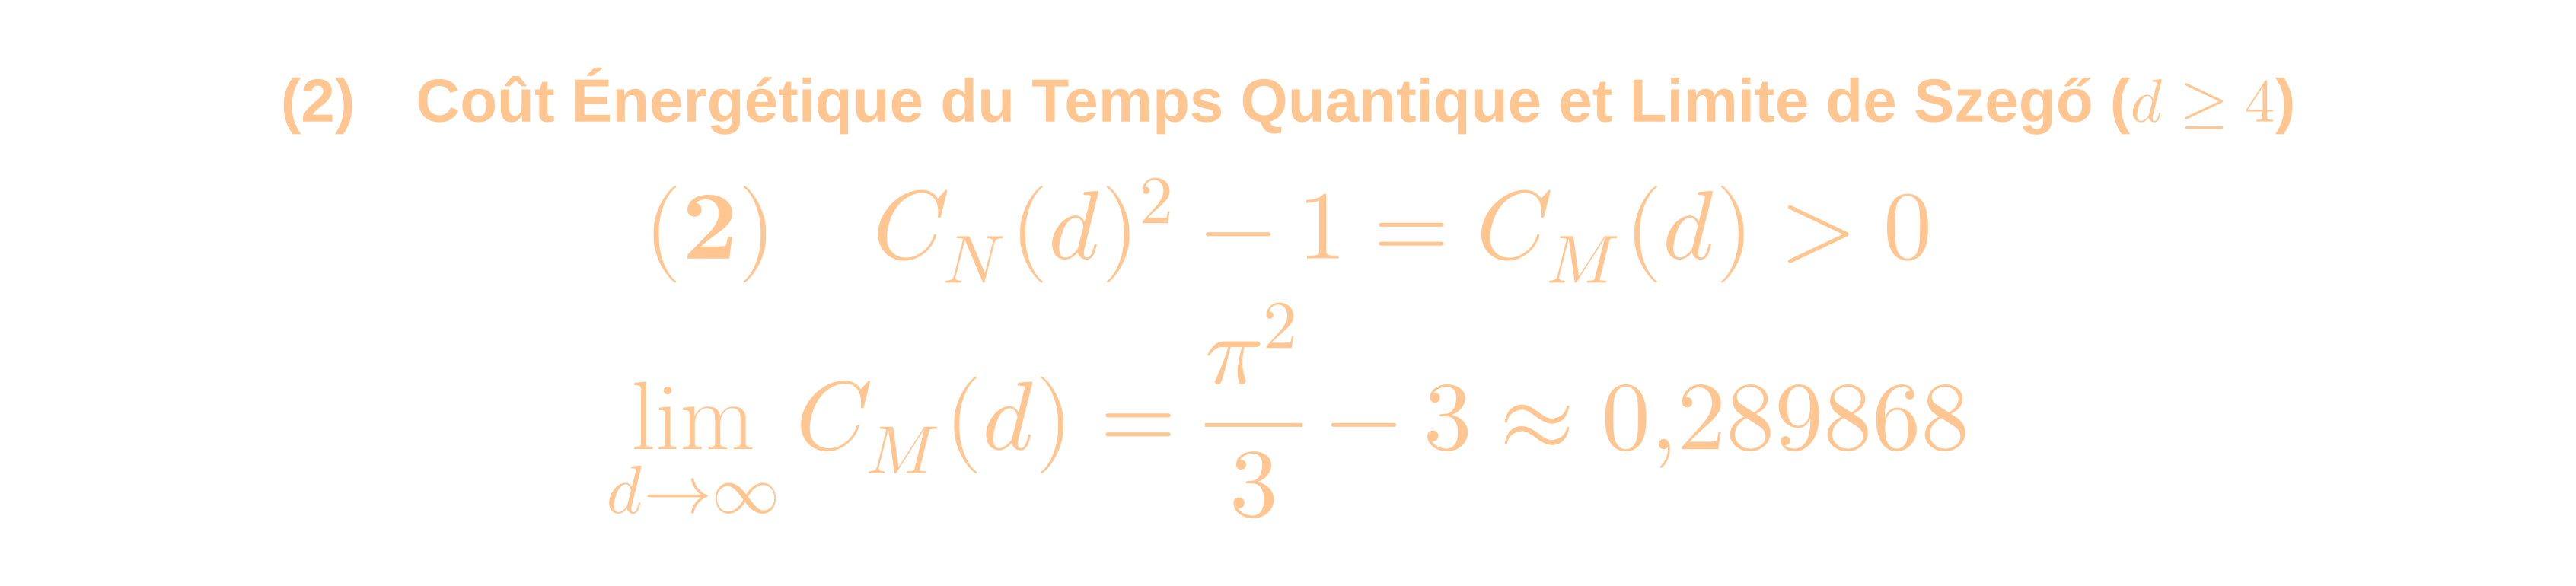 (2) Coût Énergétique du Temps Quantique et Limite de Szegő (d ≥ 4)
(2) C_N(d)² − 1 = C_M(d) > 0
lim_{d→∞} C_M(d) = π²/3 − 3 ≈ 0,289868